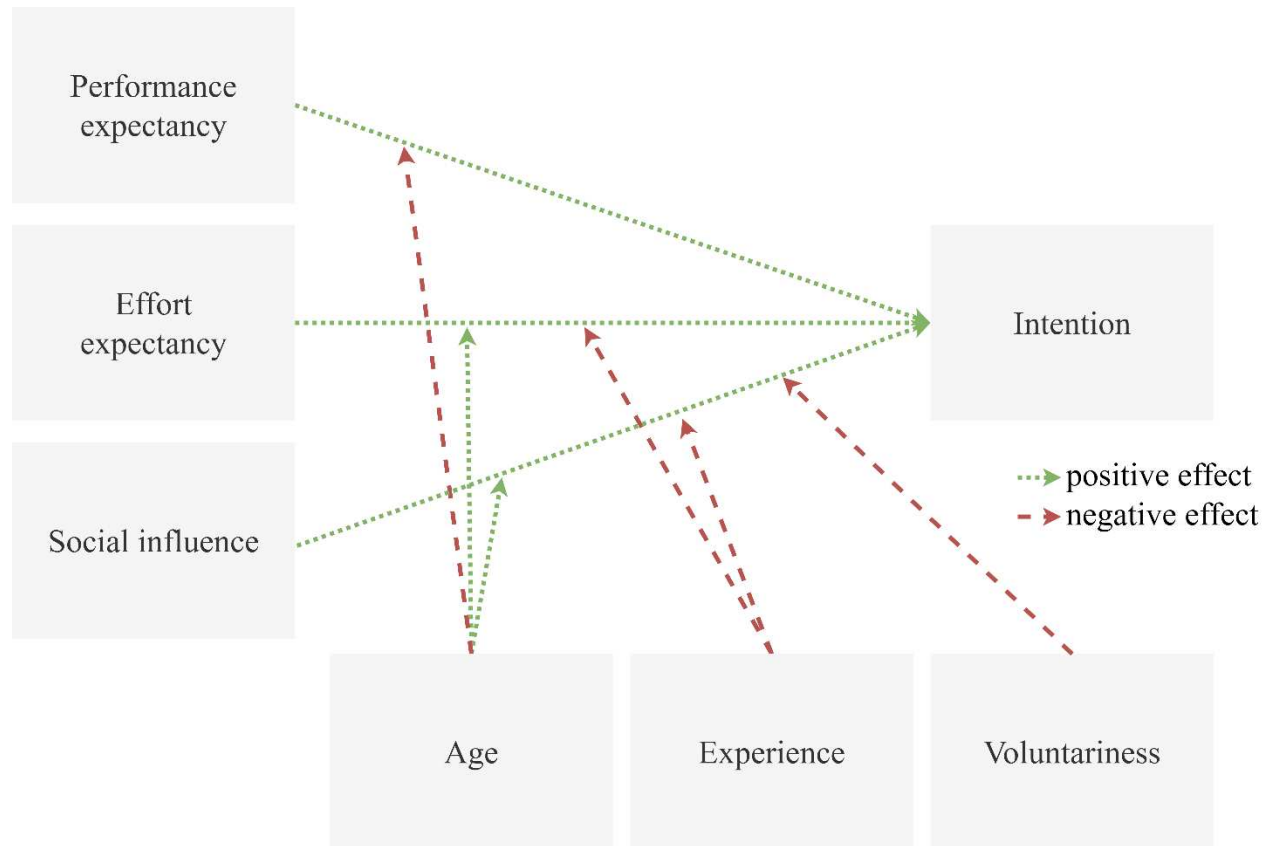 Performance
expectancy
Effort
expectancy
Intention
positive effect
negative effect
Social influence
Age
Experience
Voluntariness